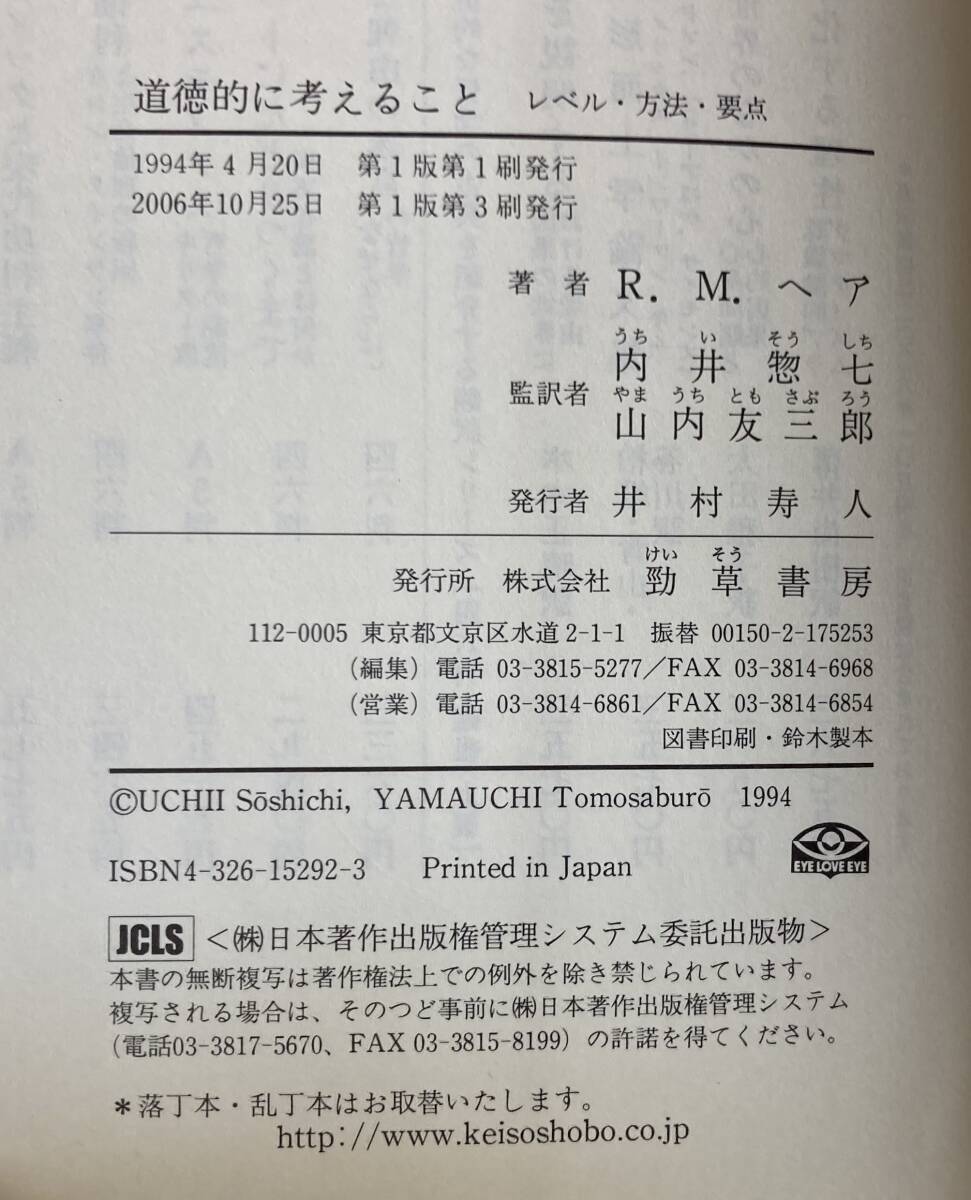 道徳的に考えること レベル・方法・要点
1994年4月20日 第1版第1刷発行
2006年10月25日 第1版第3刷発行
著者 R. M. ヘア
うち い そう しち
内井惣七
監訳者
やま うち とも さぶ ろう
山内友三郎
発行者 井村寿人
けい そう
発行所 株式会社 勁草書房
112-0005 東京都文京区水道2-1-1 振替 00150-2-175253
(編集)電話 03-3815-5277/FAX 03-3814-6968
(営業)電話 03-3814-6861/FAX 03-3814-6854
図書印刷・鈴木製本
©UCHII Sōshichi, YAMAUCHI Tomosaburō 1994
EYE LOVE EYE
ISBN4-326-15292-3 Printed in Japan
JCLS <㈱日本著作出版権管理システム委託出版物>
本書の無断複写は著作権法上での例外を除き禁じられています。
複写される場合は、そのつど事前に㈱日本著作出版権管理システム
(電話03-3817-5670、FAX 03-3815-8199)の許諾を得てください。
*落丁本・乱丁本はお取替いたします。
http://www.keisoshobo.co.jp